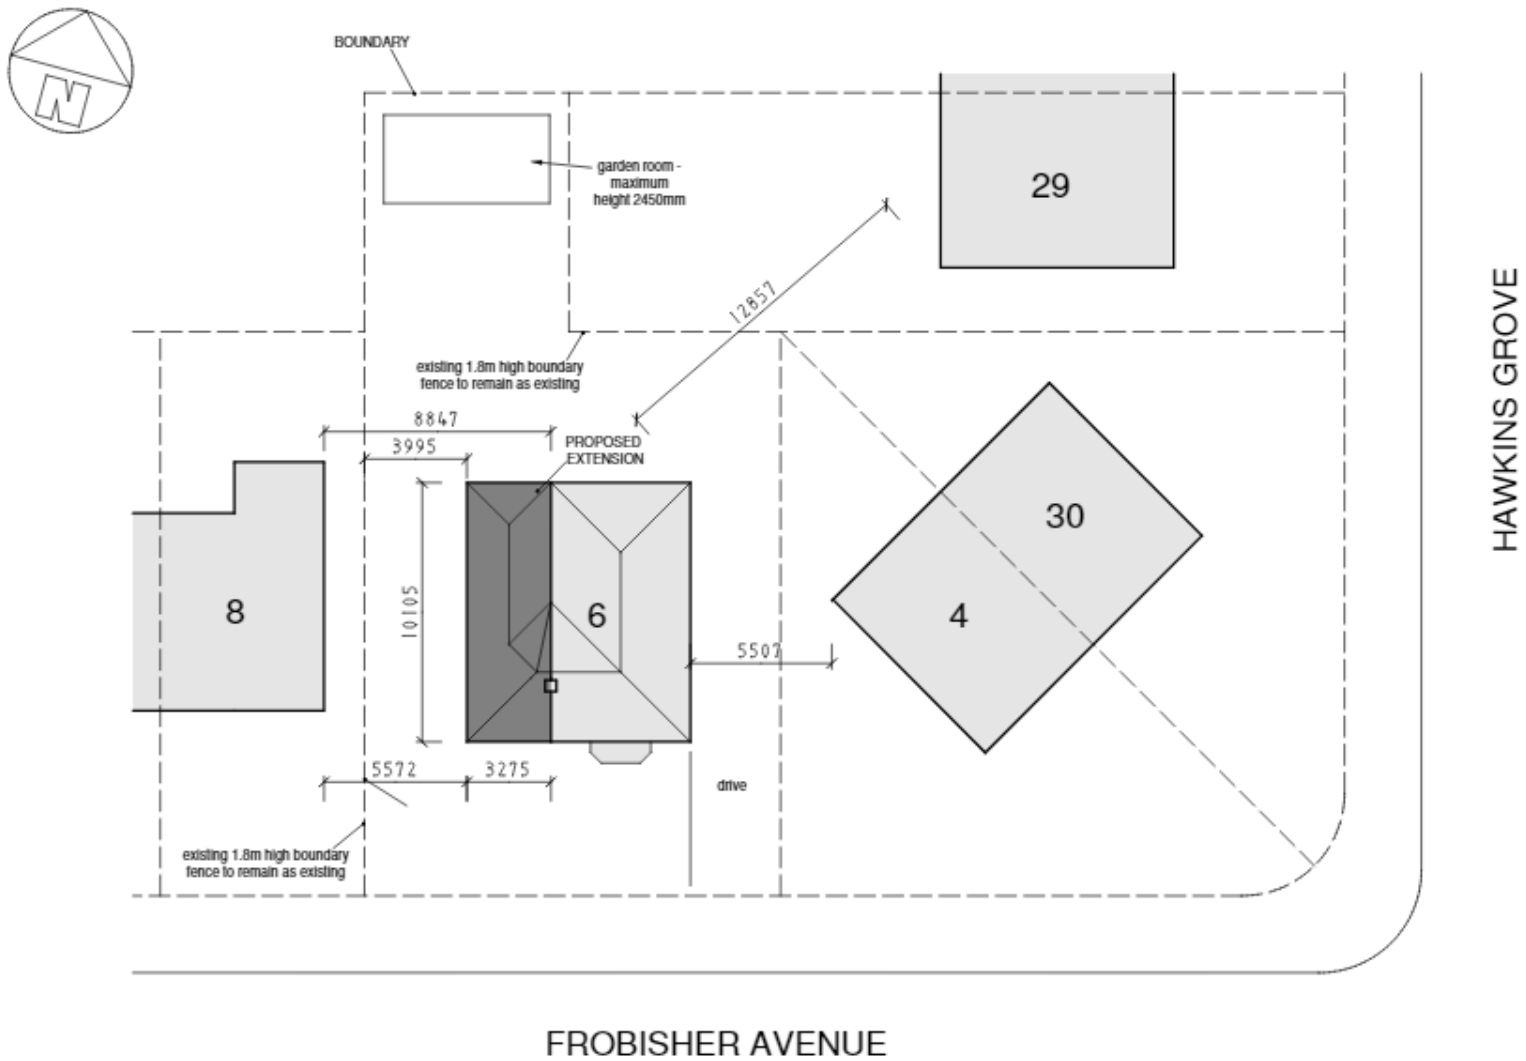 N
BOUNDARY
garden room -
maximum
height 2450mm
29
12857
HAWKINS GROVE
existing 1.8m high boundary
fence to remain as existing
8847
3995
PROPOSED
EXTENSION
30
10105
8
6
4
5507
5572
3275
drive
existing 1.8m high boundary
fence to remain as existing
FROBISHER AVENUE